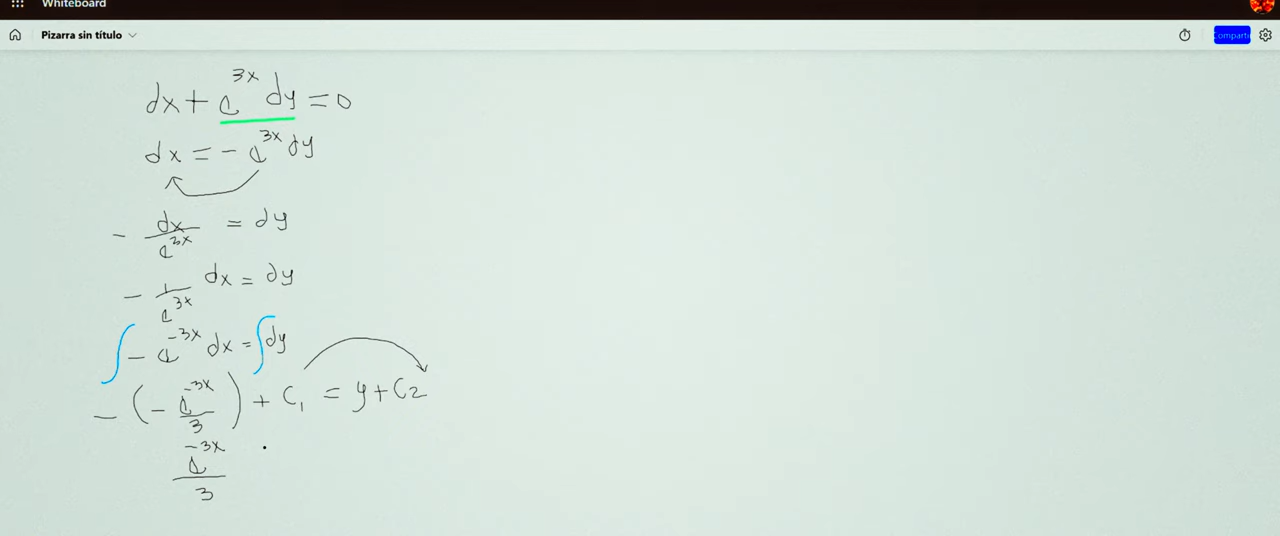 Whiteboard
Pizarra sin título
Comparti
dx + e^{3x} dy = 0
dx = - e^{3x} dy
- dx/e^{3x} = dy
- 1/e^{3x} dx = dy
∫ - e^{-3x} dx = ∫ dy
- (- e^{-3x}/3) + C₁ = y + C2
e^{-3x}/3